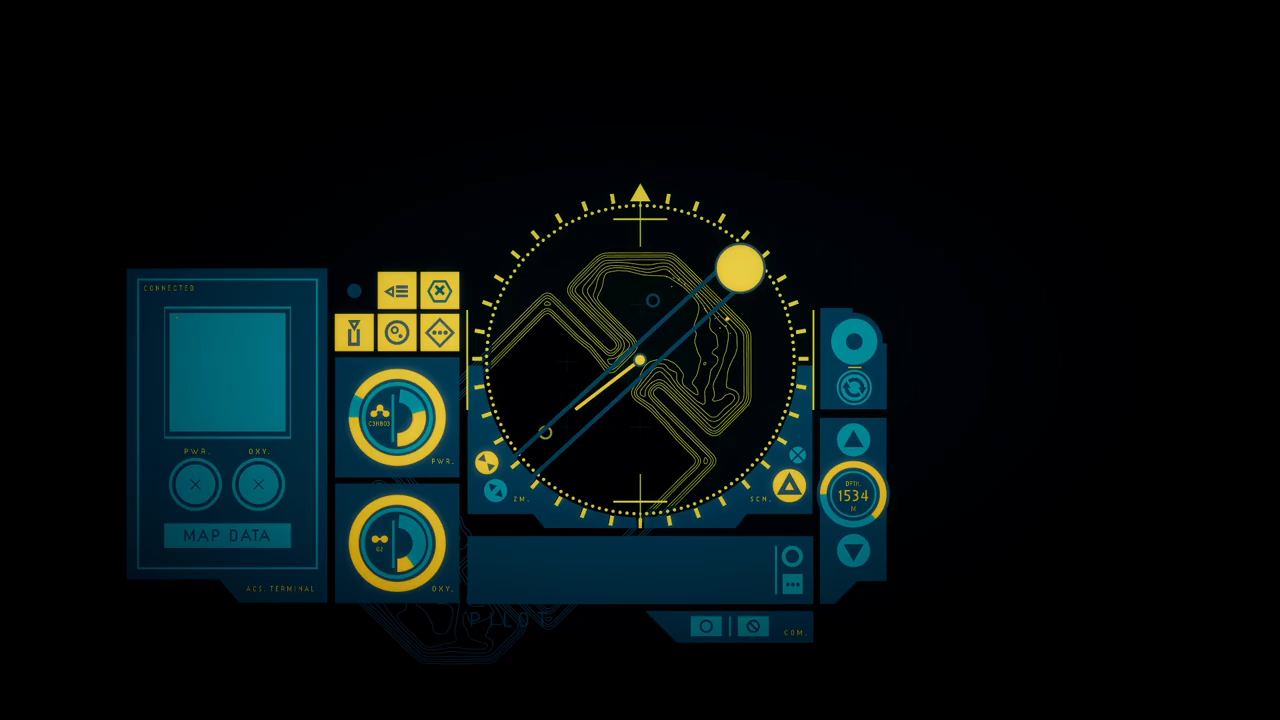 CONNECTED
PWR. OXY.
MAP DATA
ACS. TERMINAL
C3H8O3
PWR.
O2
OXY.
ZM.
SCN.
DPTH.
1534
M
PILOT
COM.